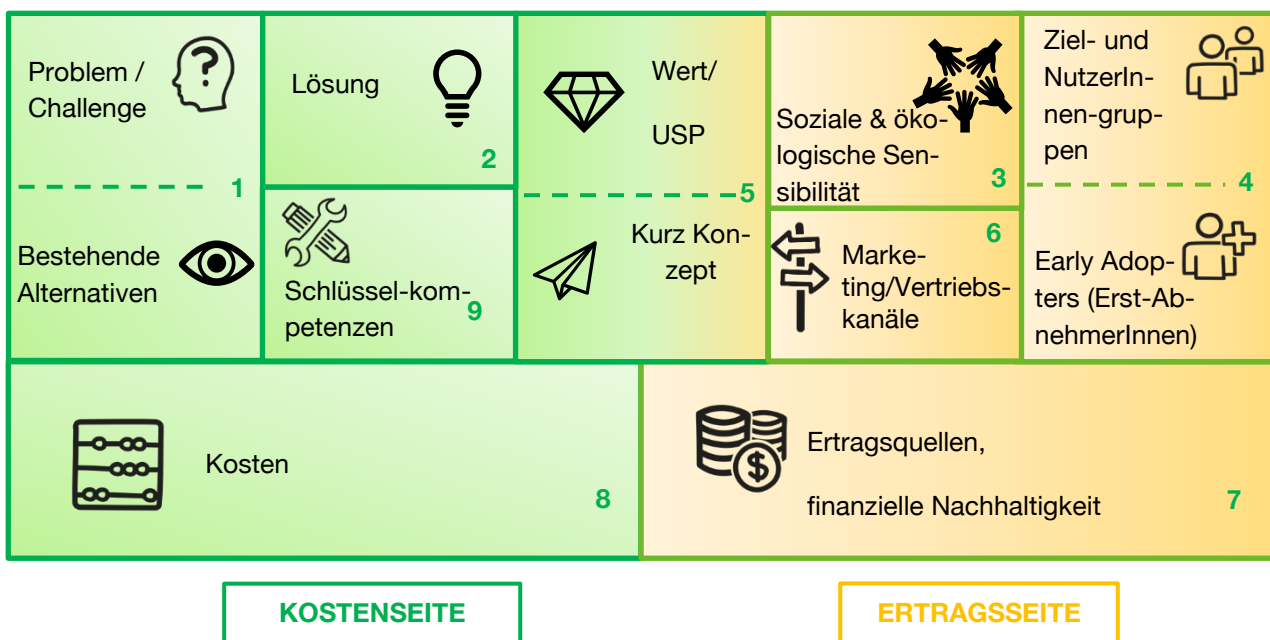 Problem /
Challenge
1
Bestehende
Alternativen
Lösung
2
Schlüssel-kom-
petenzen
9
Wert/
USP
5
Kurz Kon-
zept
Soziale & öko-
logische Sen-
sibilität
3
6
Marke-
ting/Vertriebs-
kanäle
Ziel- und
NutzerIn-
nen-grup-
pen
4
Early Adop-
ters (Erst-Ab-
nehmerInnen)
Kosten
8
$
Ertragsquellen,
finanzielle Nachhaltigkeit
7
KOSTENSEITE
ERTRAGSSEITE